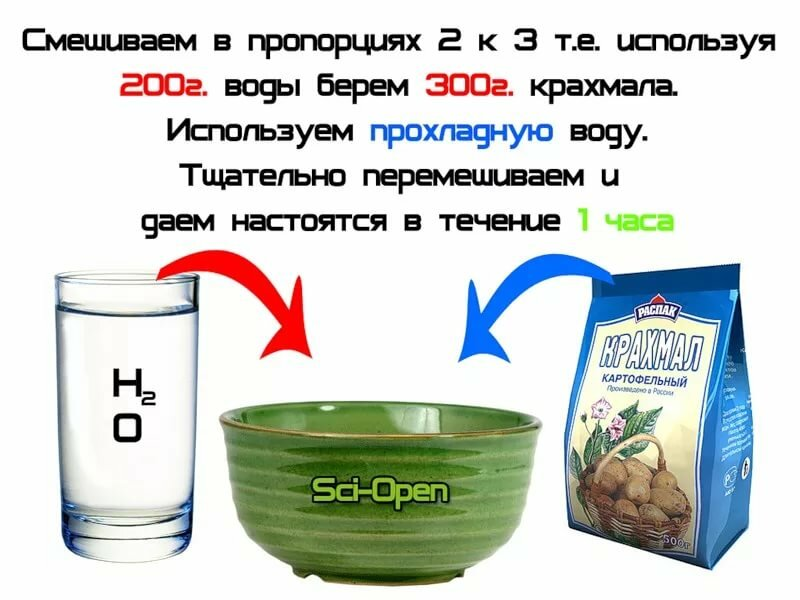 Смешиваем в пропорциях 2 к 3 т.е. используя
200г. воды берем 300г. крахмала.
Используем прохладную воду.
Тщательно перемешиваем и
даем настоятся в течение 1 часа
H2
O
Sci-Open
РАСПАК
КРАХМАЛ
КАРТОФЕЛЬНЫЙ
Произведено в России
500г